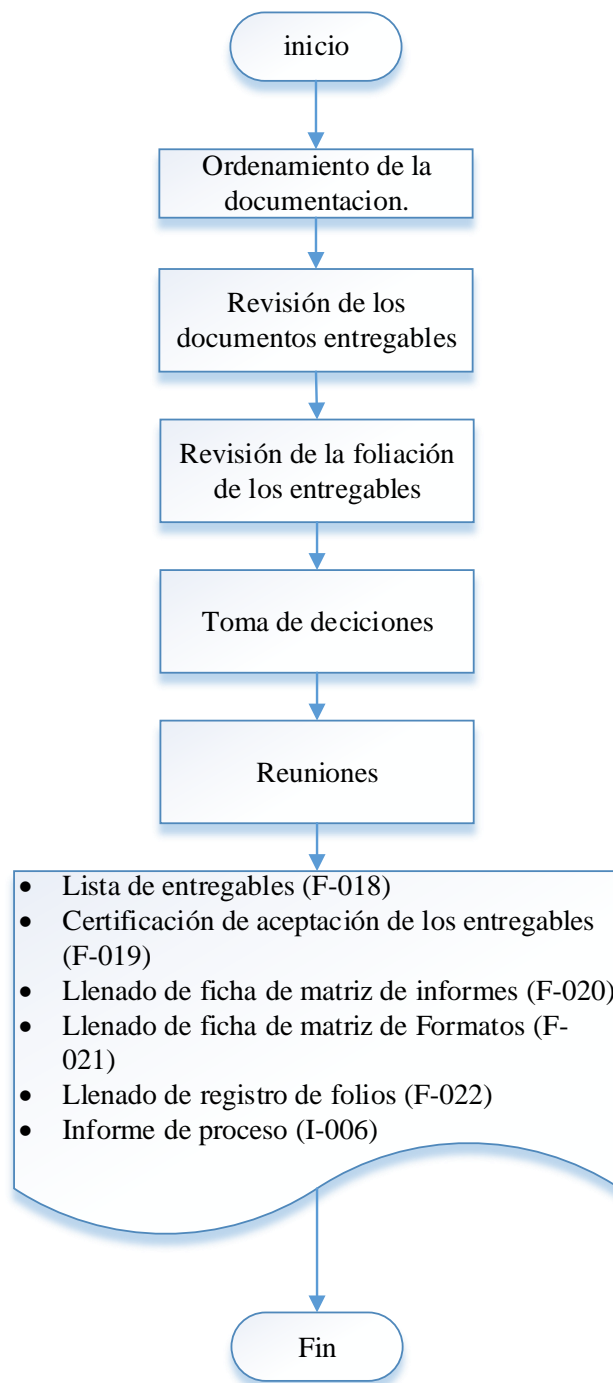 inicio
Ordenamiento de la
documentacion.
Revisión de los
documentos entregables
Revisión de la foliación
de los entregables
Toma de deciciones
Reuniones
• Lista de entregables (F-018)
• Certificación de aceptación de los entregables
(F-019)
• Llenado de ficha de matriz de informes (F-020)
• Llenado de ficha de matriz de Formatos (F-
021)
• Llenado de registro de folios (F-022)
• Informe de proceso (I-006)
Fin